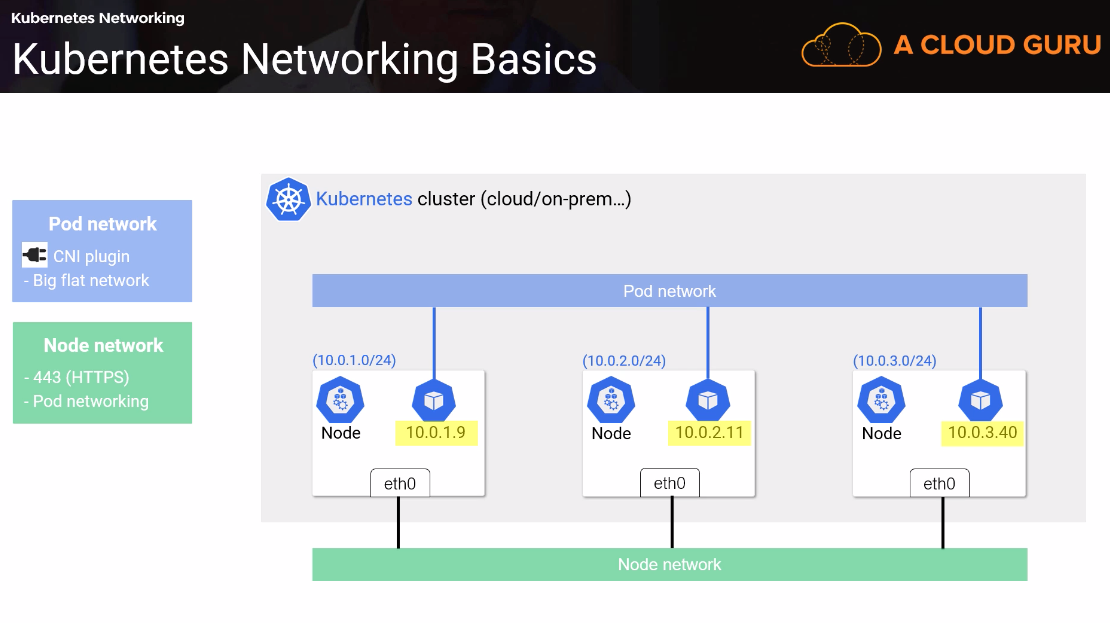 Kubernetes Networking
Kubernetes Networking Basics
A CLOUD GURU
Pod network
CNI plugin
- Big flat network
Node network
- 443 (HTTPS)
- Pod networking
Kubernetes cluster (cloud/on-prem…)
Pod network
(10.0.1.0/24)
Node
10.0.1.9
eth0
(10.0.2.0/24)
Node
10.0.2.11
eth0
(10.0.3.0/24)
Node
10.0.3.40
eth0
Node network